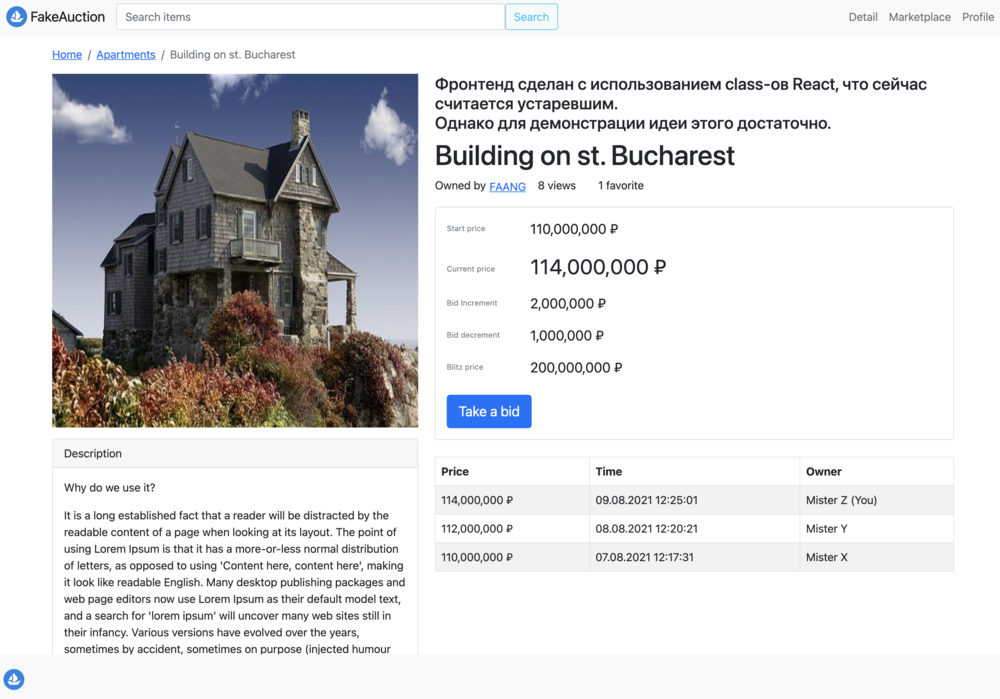 FakeAuction
Search items
Search
Detail Marketplace Profile
Home / Apartments / Building on st. Bucharest
Фронтенд сделан с использованием class-ов React, что сейчас
считается устаревшим.
Однако для демонстрации идеи этого достаточно.
Building on st. Bucharest
Owned by FAANG 8 views 1 favorite
Start price 110,000,000 ₽
Current price 114,000,000 ₽
Bid Increment 2,000,000 ₽
Bid decrement 1,000,000 ₽
Blitz price 200,000,000 ₽
Take a bid
Price Time Owner
114,000,000 ₽ 09.08.2021 12:25:01 Mister Z (You)
112,000,000 ₽ 08.08.2021 12:20:21 Mister Y
110,000,000 ₽ 07.08.2021 12:17:31 Mister X
Description
Why do we use it?
It is a long established fact that a reader will be distracted by the
readable content of a page when looking at its layout. The point of
using Lorem Ipsum is that it has a more-or-less normal distribution
of letters, as opposed to using 'Content here, content here', making
it look like readable English. Many desktop publishing packages and
web page editors now use Lorem Ipsum as their default model text,
and a search for 'lorem ipsum' will uncover many web sites still in
their infancy. Various versions have evolved over the years,
sometimes by accident, sometimes on purpose (injected humour